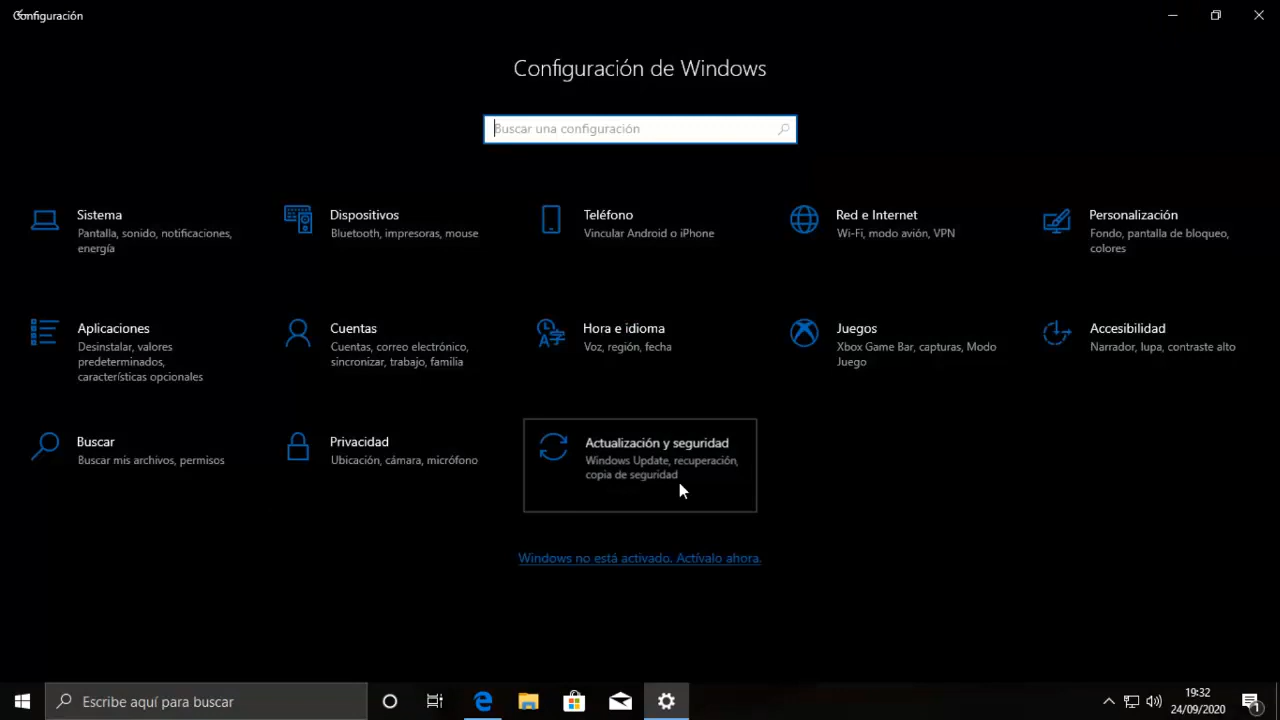 Configuración
Configuración de Windows
Buscar una configuración
Sistema
Pantalla, sonido, notificaciones,
energía
Dispositivos
Bluetooth, impresoras, mouse
Teléfono
Vincular Android o iPhone
Red e Internet
Wi-Fi, modo avión, VPN
Personalización
Fondo, pantalla de bloqueo,
colores
Aplicaciones
Desinstalar, valores
predeterminados,
características opcionales
Cuentas
Cuentas, correo electrónico,
sincronizar, trabajo, familia
Hora e idioma
Voz, región, fecha
Juegos
Xbox Game Bar, capturas, Modo
Juego
Accesibilidad
Narrador, lupa, contraste alto
Buscar
Buscar mis archivos, permisos
Privacidad
Ubicación, cámara, micrófono
Actualización y seguridad
Windows Update, recuperación,
copia de seguridad
Windows no está activado. Actívalo ahora.
Escribe aquí para buscar
19:32
24/09/2020
1